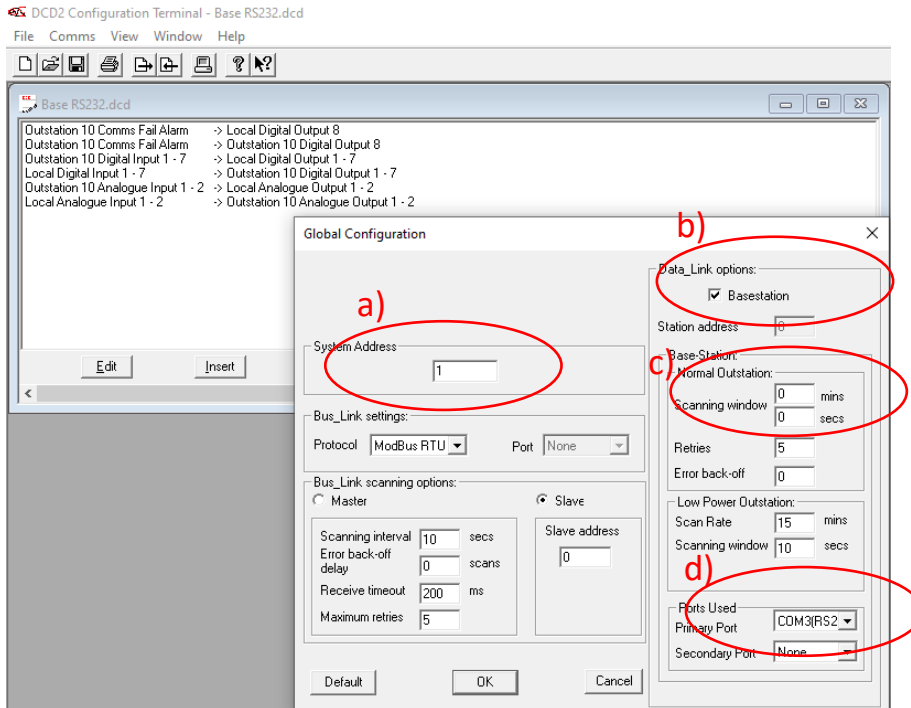 DCD2 Configuration Terminal - Base RS232.dcd
File Comms View Window Help
Base RS232.dcd
Outstation 10 Comms Fail Alarm -> Local Digital Output 8
Outstation 10 Comms Fail Alarm -> Outstation 10 Digital Output 8
Outstation 10 Digital Input 1 - 7 -> Local Digital Output 1 - 7
Local Digital Input 1 - 7 -> Outstation 10 Digital Output 1 - 7
Outstation 10 Analogue Input 1 - 2 -> Local Analogue Output 1 - 2
Local Analogue Input 1 - 2 -> Outstation 10 Analogue Output 1 - 2
Edit Insert
Global Configuration
a)
System Address
1
Bus_Link settings:
Protocol ModBus RTU Port None
Bus_Link scanning options:
Master Slave
Scanning interval 10 secs
Error back-off
delay 0 scans
Receive timeout 200 ms
Maximum retries 5
Slave address
0
Default OK Cancel
b)
Data_Link options:
Basestation
Station address 0
Base-Station:
c)
Normal Outstation:
Scanning window 0 mins
0 secs
Retries 5
Error back-off 0
Low Power Outstation:
Scan Rate 15 mins
Scanning window 10 secs
d)
Ports Used
Primary Port COM3(RS2
Secondary Port None